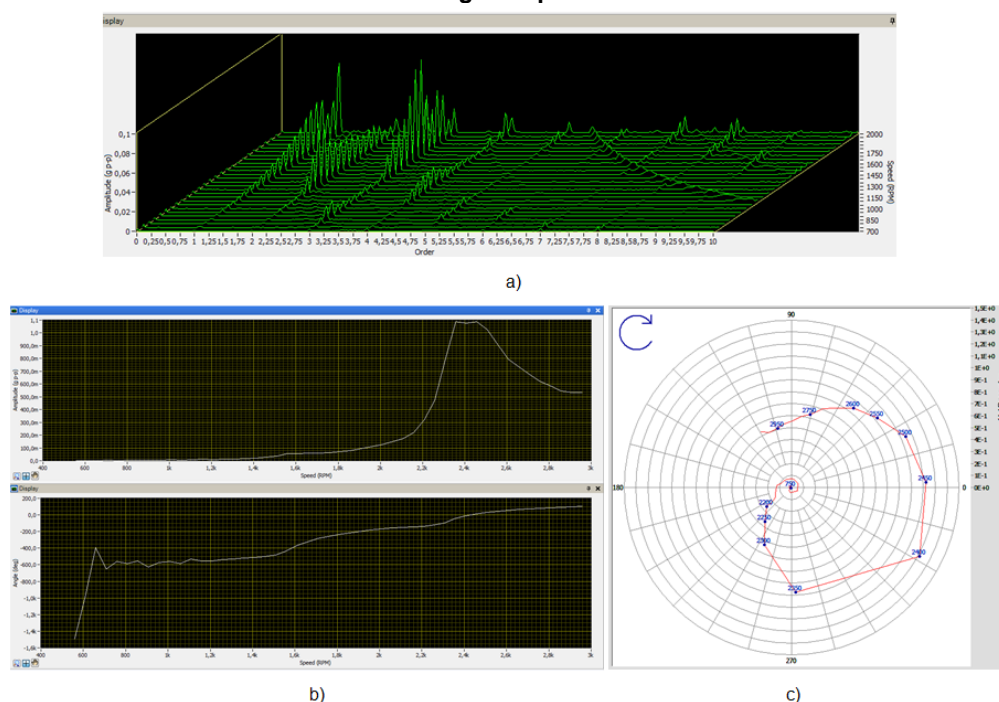 Display
Amplitude (g p-p)
0,1
0,08
0,06
0,04
0,02
0
2000
1750
1600
1450
1300
1150
1000
850
700
Speed (RPM)
0 0,250,50,75 1 1,251,51,75 2 2,252,52,75 3 3,253,53,75 4 4,254,54,75 5 5,255,55,75 6 6,256,56,75 7 7,257,57,75 8 8,258,58,75 9 9,259,59,75 10
Order
a)
Display
Amplitude (g p-p)
1,1
1,0
900,0m
800,0m
700,0m
600,0m
500,0m
400,0m
300,0m
200,0m
100,0m
0,0
400 600 800 1k 1,2k 1,4k 1,6k 1,8k 2k 2,2k 2,4k 2,6k 2,8k 3k
Speed (RPM)
Display
Angle (deg)
200,0
0,0
-200,0
-400,0
-600,0
-800,0
-1,0k
-1,2k
-1,4k
-1,6k
400 600 800 1k 1,2k 1,4k 1,6k 1,8k 2k 2,2k 2,4k 2,6k 2,8k 3k
Speed (RPM)
b)
90
180
0
270
2950
2750
2600
2550
2500
2450
2400
2350
2300
2250
2200
750
1,5E+0
1,4E+0
1,3E+0
1,2E+0
1,1E+0
1E+0
9E-1
8E-1
7E-1
6E-1
5E-1
4E-1
3E-1
2E-1
1E-1
0E+0
c)